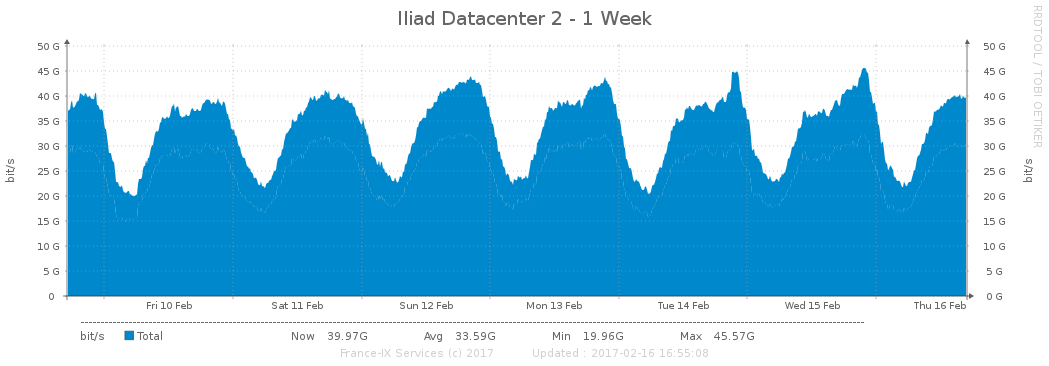 Iliad Datacenter 2 - 1 Week
RRDTOOL / TOBI OETIKER
bit/s
50 G 50 G
45 G 45 G
40 G 40 G
35 G 35 G
30 G 30 G
25 G 25 G
20 G 20 G
15 G 15 G
10 G 10 G
5 G 5 G
0 0 G
bit/s
Fri 10 Feb Sat 11 Feb Sun 12 Feb Mon 13 Feb Tue 14 Feb Wed 15 Feb Thu 16 Feb
bit/s Total Now 39.97G Avg 33.59G Min 19.96G Max 45.57G
France-IX Services (c) 2017 Updated : 2017-02-16 16:55:08